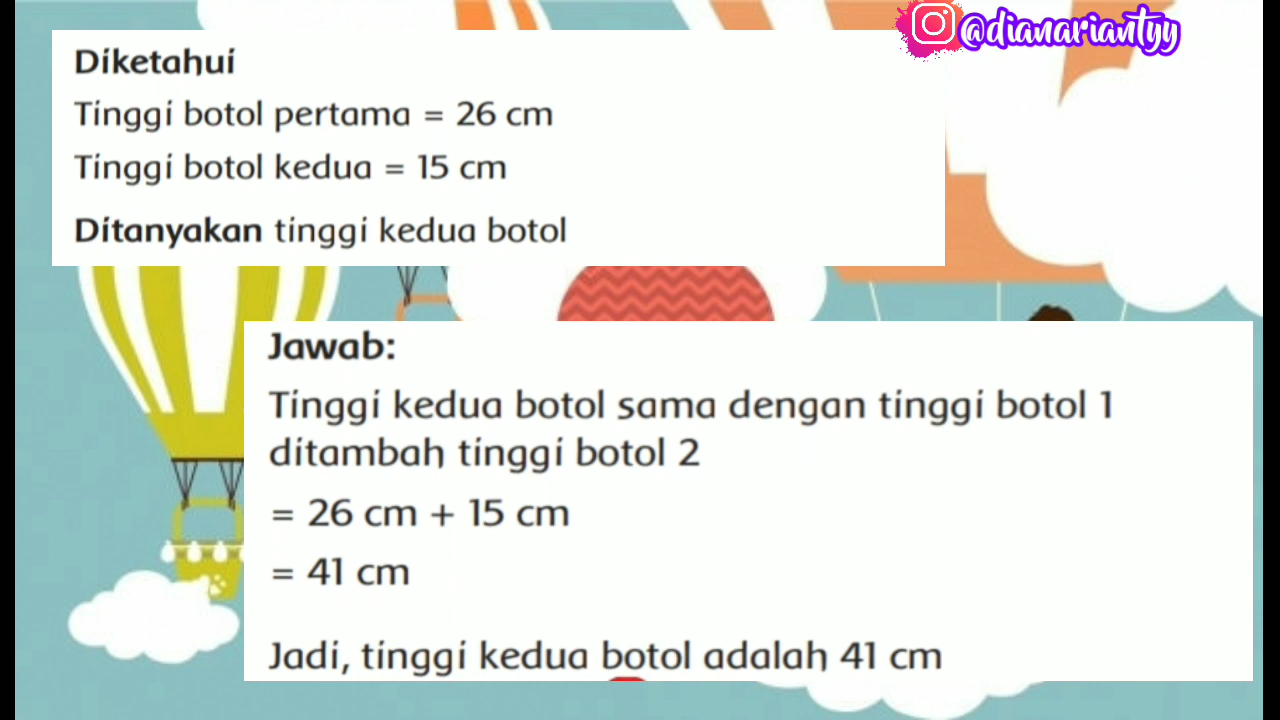 @dianariantyy
Diketahui
Tinggi botol pertama = 26 cm
Tinggi botol kedua = 15 cm
Ditanyakan tinggi kedua botol
Jawab:
Tinggi kedua botol sama dengan tinggi botol 1
ditambah tinggi botol 2
= 26 cm + 15 cm
= 41 cm
Jadi, tinggi kedua botol adalah 41 cm